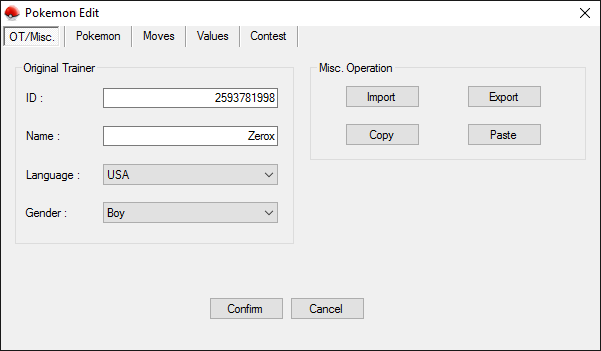 Pokemon Edit
OT/Misc. Pokemon Moves Values Contest
Original Trainer
ID : 2593781998
Name : Zerox
Language : USA
Gender : Boy
Misc. Operation
Import Export
Copy Paste
Confirm Cancel